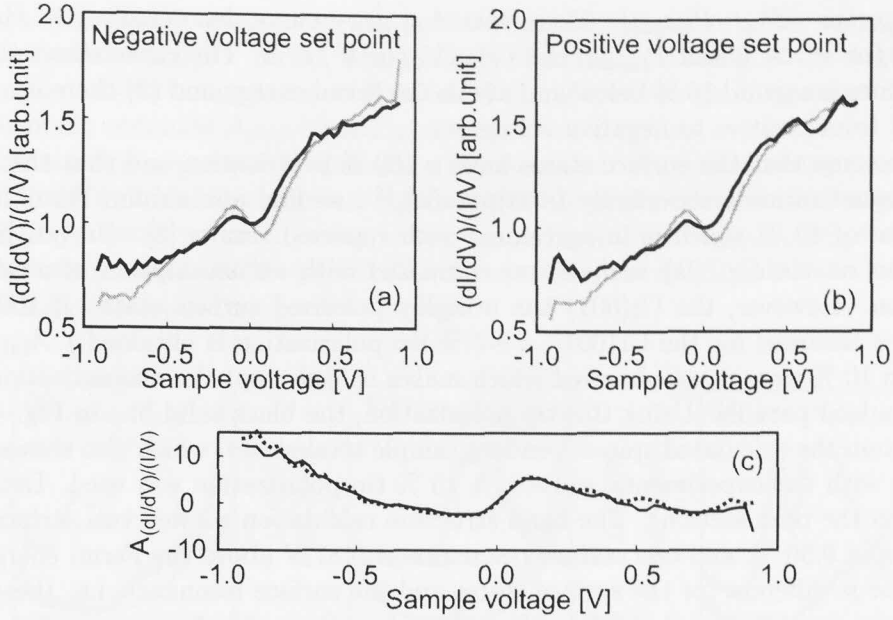 Negative voltage set point
Positive voltage set point
(dI/dV)/(I/V) [arb.unit]
2.0
1.5
1.0
0.5
(a)
-1.0 -0.5 0.0 0.5 1.0
Sample voltage [V]
(dI/dV)/(I/V) [arb.unit]
2.0
1.5
1.0
0.5
(b)
-1.0 -0.5 0.0 0.5 1.0
Sample voltage [V]
A(dI/dV)/(I/V)
10
0
10
(c)
-1.0 -0.5 0.0 0.5 1.0
Sample voltage [V]